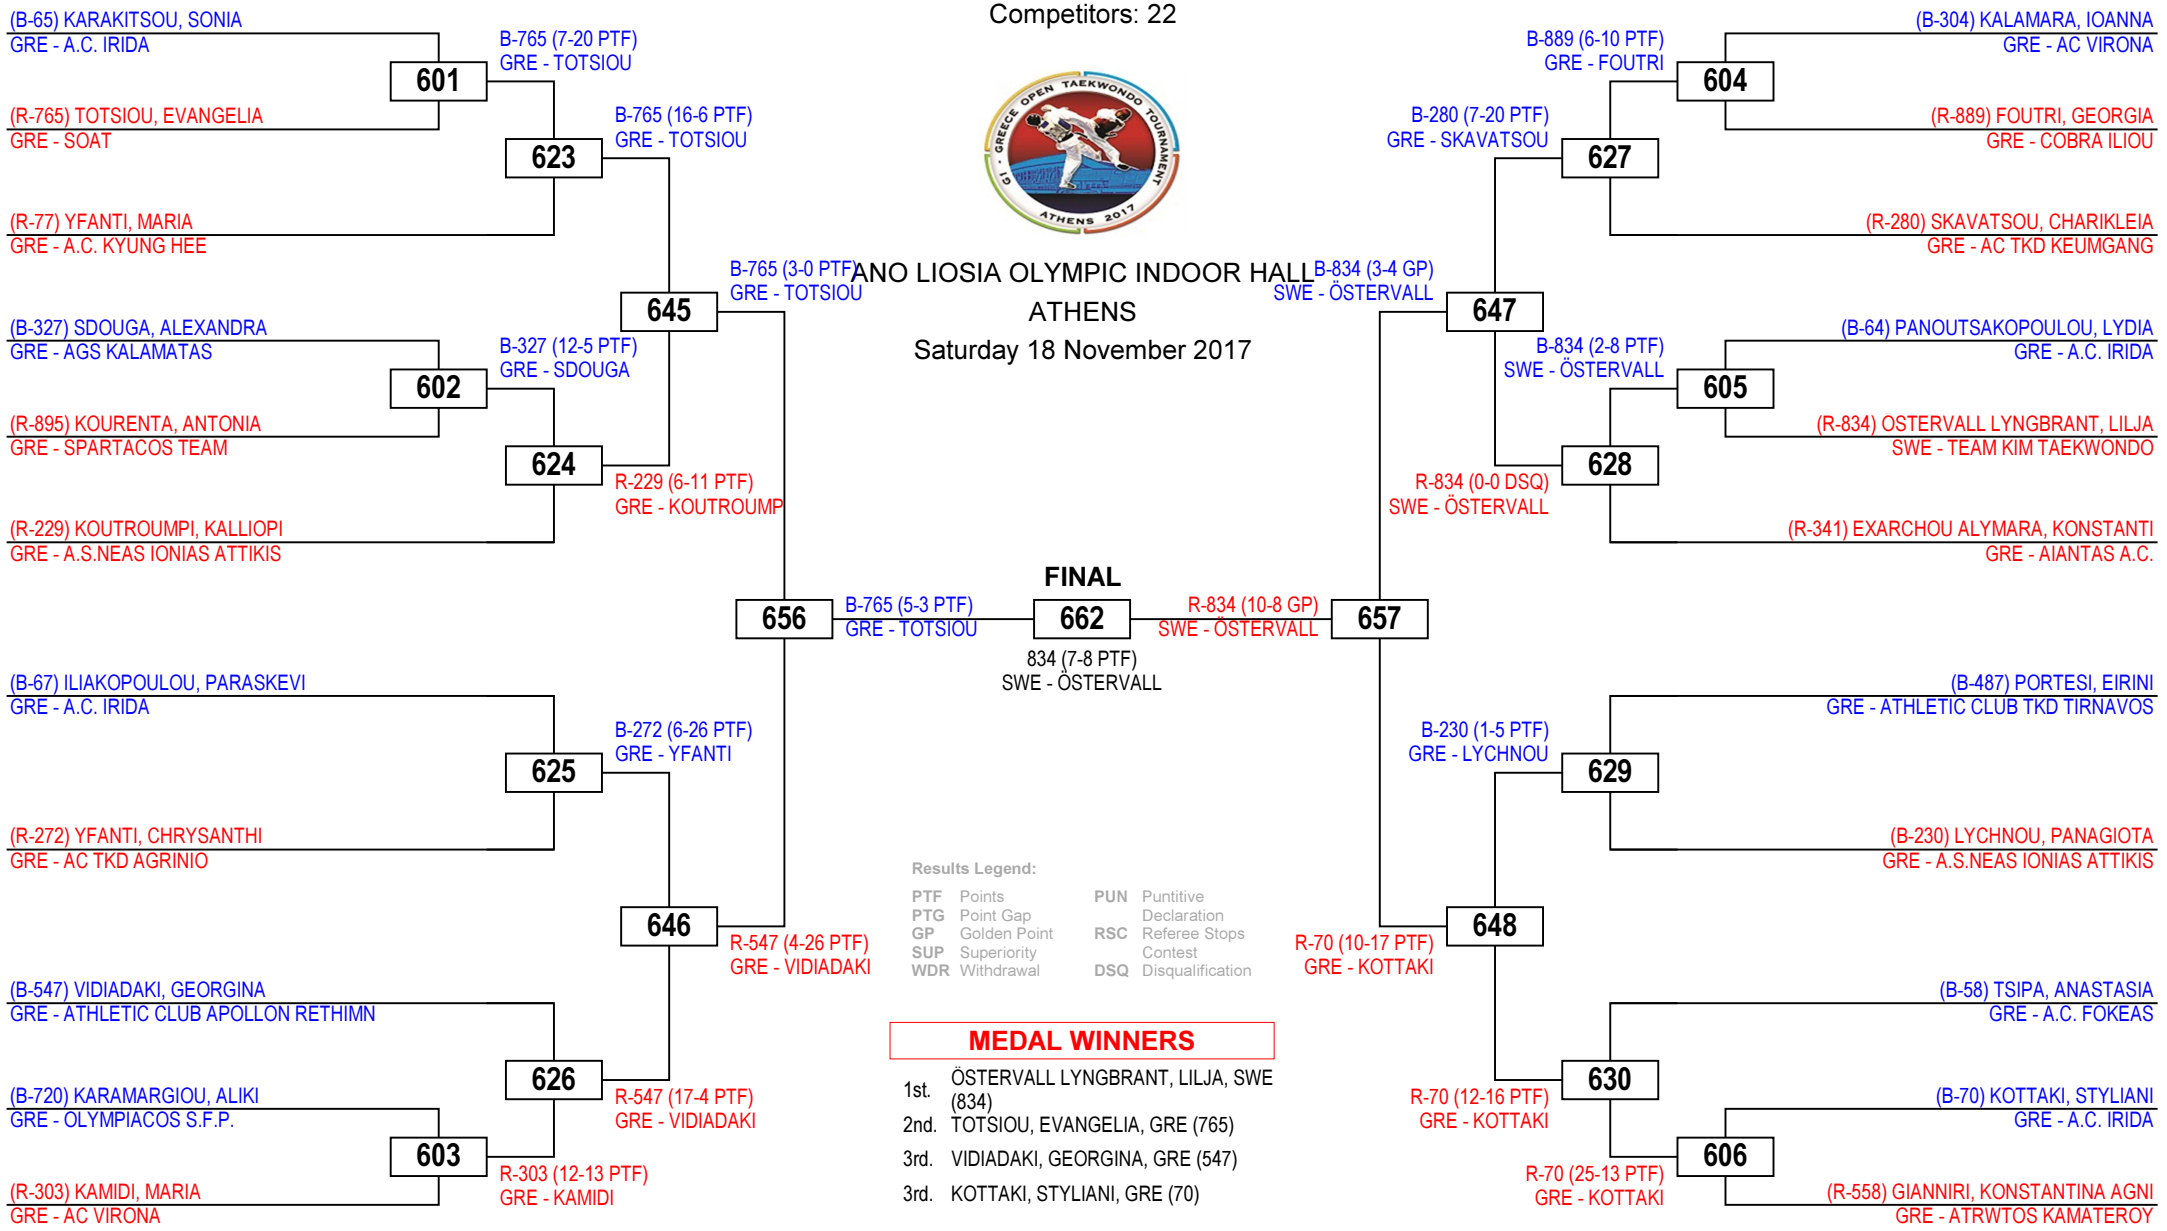 Competitors: 22
G1 - GREECE OPEN TAEKWONDO TOURNAMENT
ATHENS 2017
ANO LIOSIA OLYMPIC INDOOR HALL
ATHENS
Saturday 18 November 2017
(B-65) KARAKITSOU, SONIA
GRE - A.C. IRIDA
601
(R-765) TOTSIOU, EVANGELIA
GRE - SOAT
B-765 (7-20 PTF)
GRE - TOTSIOU
623
(R-77) YFANTI, MARIA
GRE - A.C. KYUNG HEE
B-765 (16-6 PTF)
GRE - TOTSIOU
645
B-765 (3-0 PTF)
GRE - TOTSIOU
(B-327) SDOUGA, ALEXANDRA
GRE - AGS KALAMATAS
602
(R-895) KOURENTA, ANTONIA
GRE - SPARTACOS TEAM
B-327 (12-5 PTF)
GRE - SDOUGA
624
(R-229) KOUTROUMPI, KALLIOPI
GRE - A.S.NEAS IONIAS ATTIKIS
R-229 (6-11 PTF)
GRE - KOUTROUMP
656
B-765 (5-3 PTF)
GRE - TOTSIOU
(B-67) ILIAKOPOULOU, PARASKEVI
GRE - A.C. IRIDA
625
(R-272) YFANTI, CHRYSANTHI
GRE - AC TKD AGRINIO
B-272 (6-26 PTF)
GRE - YFANTI
646
R-547 (4-26 PTF)
GRE - VIDIADAKI
(B-547) VIDIADAKI, GEORGINA
GRE - ATHLETIC CLUB APOLLON RETHIMN
626
R-547 (17-4 PTF)
GRE - VIDIADAKI
(B-720) KARAMARGIOU, ALIKI
GRE - OLYMPIACOS S.F.P.
603
(R-303) KAMIDI, MARIA
GRE - AC VIRONA
R-303 (12-13 PTF)
GRE - KAMIDI
FINAL
662
834 (7-8 PTF)
SWE - ÖSTERVALL
(B-304) KALAMARA, IOANNA
GRE - AC VIRONA
604
(R-889) FOUTRI, GEORGIA
GRE - COBRA ILIOU
B-889 (6-10 PTF)
GRE - FOUTRI
627
(R-280) SKAVATSOU, CHARIKLEIA
GRE - AC TKD KEUMGANG
B-280 (7-20 PTF)
GRE - SKAVATSOU
647
B-834 (3-4 GP)
SWE - ÖSTERVALL
(B-64) PANOUTSAKOPOULOU, LYDIA
GRE - A.C. IRIDA
605
(R-834) ÖSTERVALL LYNGBRANT, LILJA
SWE - TEAM KIM TAEKWONDO
B-834 (2-8 PTF)
SWE - ÖSTERVALL
628
(R-341) EXARCHOU ALYMARA, KONSTANTI
GRE - AIANTAS A.C.
R-834 (0-0 DSQ)
SWE - ÖSTERVALL
657
R-834 (10-8 GP)
SWE - ÖSTERVALL
(B-487) PORTESI, EIRINI
GRE - ATHLETIC CLUB TKD TIRNAVOS
629
(B-230) LYCHNOU, PANAGIOTA
GRE - A.S.NEAS IONIAS ATTIKIS
B-230 (1-5 PTF)
GRE - LYCHNOU
648
R-70 (10-17 PTF)
GRE - KOTTAKI
(B-58) TSIPA, ANASTASIA
GRE - A.C. FOKEAS
630
R-70 (12-16 PTF)
GRE - KOTTAKI
(B-70) KOTTAKI, STYLIANI
GRE - A.C. IRIDA
606
(R-558) GIANNIRI, KONSTANTINA AGNI
GRE - ATRWTOS KAMATEROY
R-70 (25-13 PTF)
GRE - KOTTAKI
Results Legend:
PTF Points
PTG Point Gap
GP Golden Point
SUP Superiority
WDR Withdrawal
PUN Puntitive
Declaration
RSC Referee Stops
Contest
DSQ Disqualification
MEDAL WINNERS
1st. ÖSTERVALL LYNGBRANT, LILJA, SWE
(834)
2nd. TOTSIOU, EVANGELIA, GRE (765)
3rd. VIDIADAKI, GEORGINA, GRE (547)
3rd. KOTTAKI, STYLIANI, GRE (70)